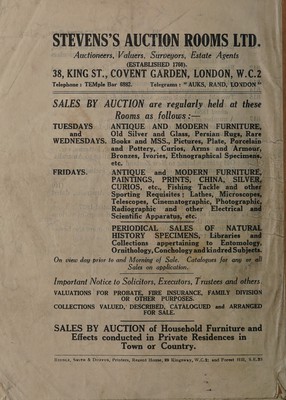 STEVENS'S AUCTION ROOMS LTD.
Auctioneers, Valuers, Surveyors, Estate Agents
(ESTABLISHED 1760).
38, KING ST., COVENT GARDEN, LONDON, W.C.2
Telephone : TEMple Bar 8882. Telegrams : "AUKS, RAND, LONDON"
SALES BY AUCTION are regularly held at these
Rooms as follows :—
TUESDAYS ANTIQUE AND MODERN FURNITURE,
and Old Silver and Glass, Persian Rugs, Rare
WEDNESDAYS. Books and MSS., Pictures, Plate, Porcelain
and Pottery, Curios, Arms and Armour,
Bronzes, Ivories, Ethnographical Specimens.
etc.
FRIDAYS. ANTIQUE and MODERN FURNITURE,
PAINTINGS, PRINTS, CHINA, SILVER,
CURIOS, etc., Fishing Tackle and other
Sporting Requisites : Lathes, Microscopes,
Telescopes, Cinematographic, Photographic,
Radiographic and other Electrical and
Scientific Apparatus, etc.
PERIODICAL SALES OF NATURAL
HISTORY SPECIMENS, Libraries and
Collections appertaining to Entomology,
Ornithology, Conchology and kindred Subjects.
On view day prior to and Morning of Sale. Catalogues for any or all
Sales on application.
Important Notice to Solicitors, Executors, Trustees and others
VALUATIONS FOR PROBATE, FIRE INSURANCE, FAMILY DIVISION
OR OTHER PURPOSES.
COLLECTIONS VALUED, DESCRIBED, CATALOGUED and ARRANGED
FOR SALE.
SALES BY AUCTION of Household Furniture and
Effects conducted in Private Residences in
Town or Country.
Printers, Regent House, Kingsway, W.C.2; and Forest Hill, S.E.23